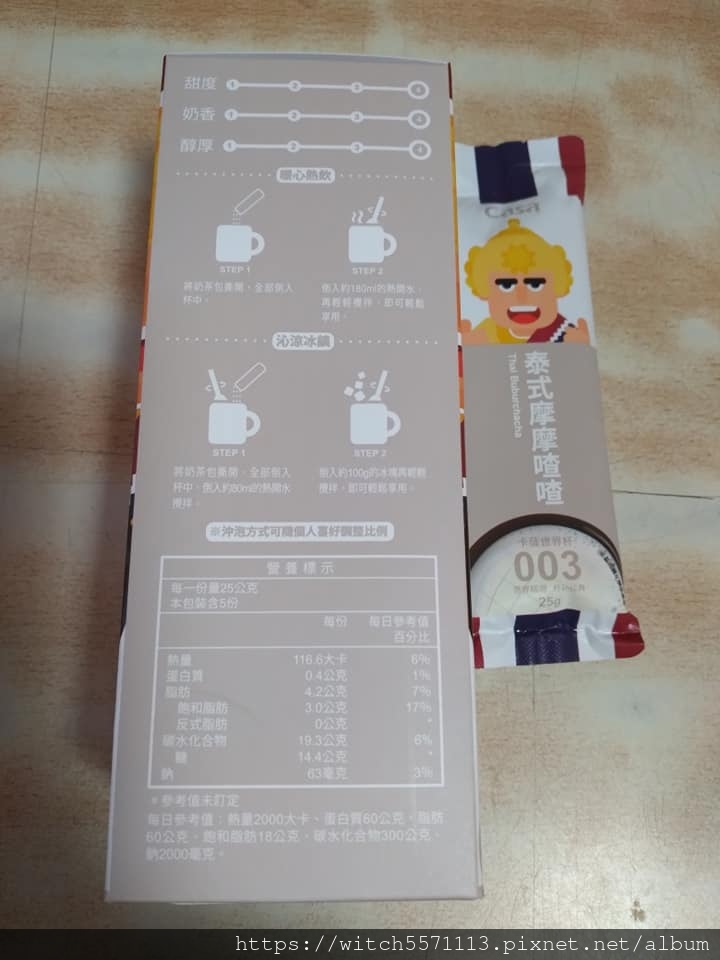 甜度 1 2 3 4
奶香 1 2 3 4
醇厚 1 2 3 4
暖心熱飲
STEP 1
STEP 2
將奶茶包撕開，全部倒入
杯中。
倒入約180ml的熱開水，
再輕輕攪拌，即可輕鬆
享用。
沁涼冰鎮
STEP 1
STEP 2
將奶茶包撕開，全部倒入
杯中，倒入約80ml的熱開水
攪拌。
倒入約100g的冰塊再輕輕
攪拌，即可輕鬆享用。
※沖泡方式可隨個人喜好調整比例
營養標示
每一份量25公克
本包裝含5份
每份 每日參考值
百分比
熱量 116.6大卡 6%
蛋白質 0.4公克 1%
脂肪 4.2公克 7%
飽和脂肪 3.0公克 17%
反式脂肪 0公克 *
碳水化合物 19.3公克 6%
糖 14.4公克 *
鈉 63毫克 3%
*參考值未訂定
每日參考值：熱量2000大卡、蛋白質60公克、脂肪
60公克、飽和脂肪18公克、碳水化合物300公克、
鈉2000毫克。
Casa
泰式摩摩喳喳
Thai Buburchacha
卡薩世界杯
003
25g
https://witch5571113.pixnet.net/album